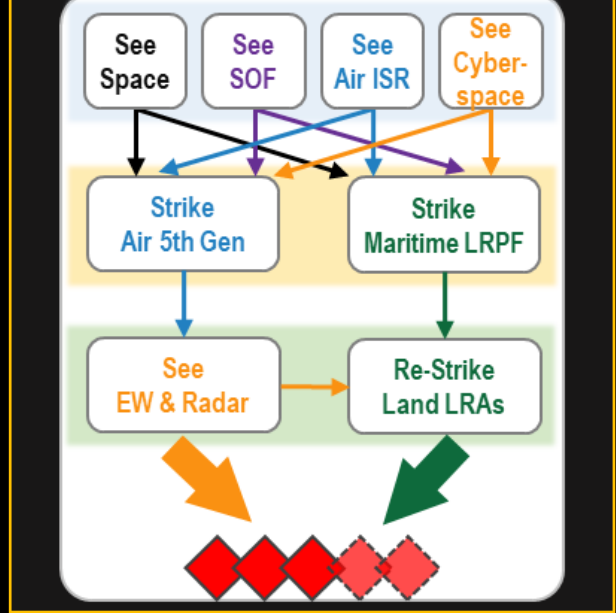 See
Space
See
SOF
See
Air ISR
See
Cyber-
space
Strike
Air 5th Gen
Strike
Maritime LRPF
See
EW & Radar
Re-Strike
Land LRAs